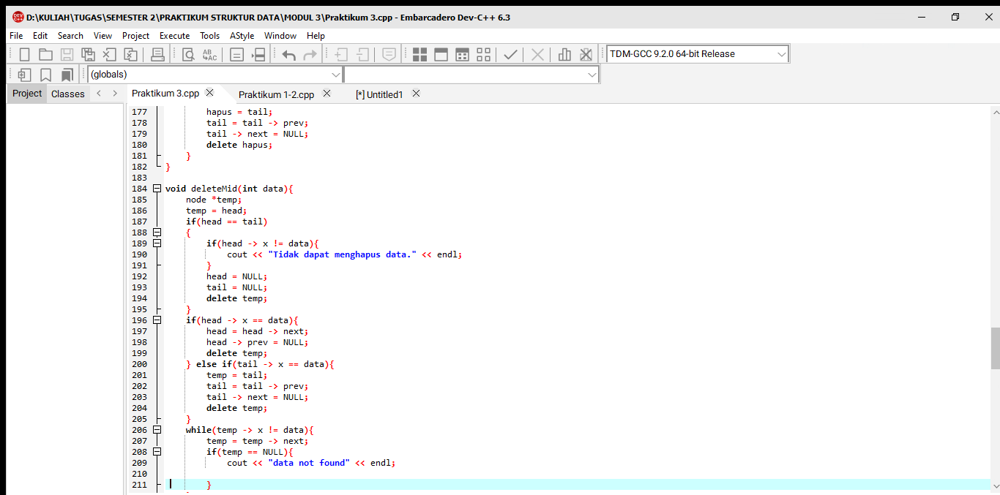 D:\KULIAH\TUGAS\SEMESTER 2\PRAKTIKUM STRUKTUR DATA\MODUL 3\Praktikum 3.cpp - Embarcadero Dev-C++ 6.3
File Edit Search View Project Execute Tools AStyle Window Help
TDM-GCC 9.2.0 64-bit Release
(globals)
Project Classes Praktikum 3.cpp Praktikum 1-2.cpp [*] Untitled1
177 hapus = tail;
178 tail = tail -> prev;
179 tail -> next = NULL;
180 delete hapus;
181 }
182 }
183
184 void deleteMid(int data){
185 node *temp;
186 temp = head;
187 if(head == tail)
188 {
189 if(head -> x != data){
190 cout << "Tidak dapat menghapus data." << endl;
191 }
192 head = NULL;
193 tail = NULL;
194 delete temp;
195 }
196 if(head -> x == data){
197 head = head -> next;
198 head -> prev = NULL;
199 delete temp;
200 } else if(tail -> x == data){
201 temp = tail;
202 tail = tail -> prev;
203 tail -> next = NULL;
204 delete temp;
205 }
206 while(temp -> x != data){
207 temp = temp -> next;
208 if(temp == NULL){
209 cout << "data not found" << endl;
210
211 }